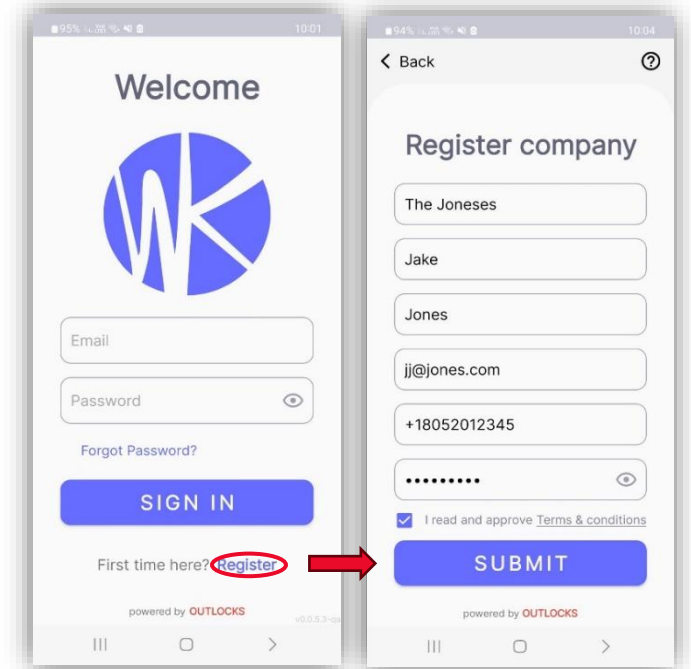 95%
10:01
Welcome
WK
Email
Password
Forgot Password?
SIGN IN
First time here? Register
powered by OUTLOCKS
94%
10:04
Back
Register company
The Joneses
Jake
Jones
jj@jones.com
+18052012345
•••••••••
I read and approve Terms & conditions
SUBMIT
powered by OUTLOCKS